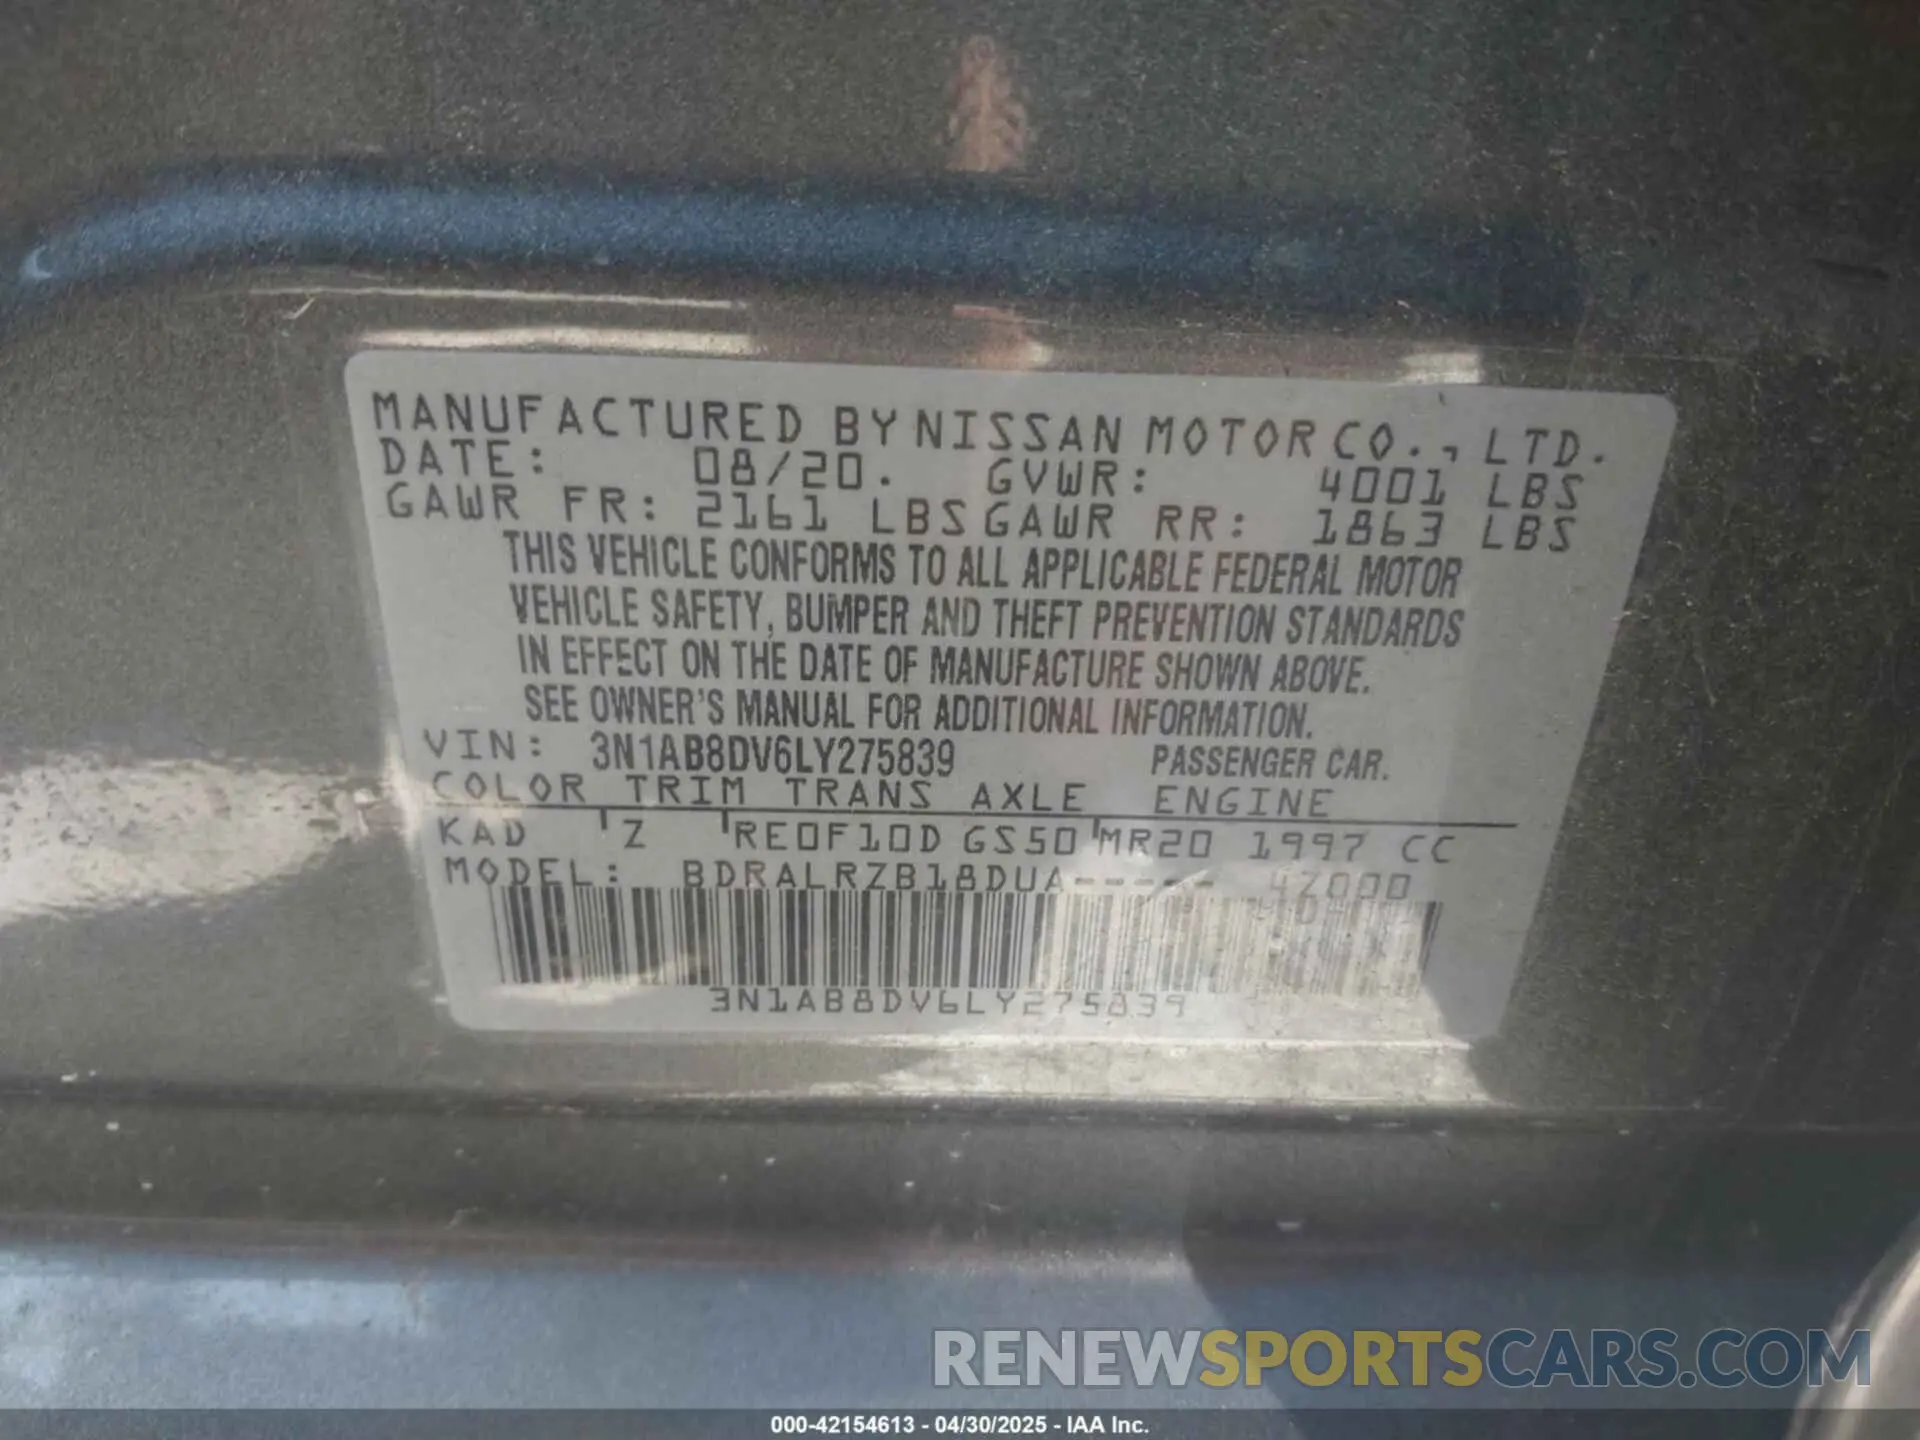 MANUFACTURED BY NISSAN MOTOR CO., LTD.
DATE: 08/20. GVWR: 4001 LBS
GAWR FR: 2161 LBS GAWR RR: 1863 LBS
THIS VEHICLE CONFORMS TO ALL APPLICABLE FEDERAL MOTOR
VEHICLE SAFETY, BUMPER AND THEFT PREVENTION STANDARDS
IN EFFECT ON THE DATE OF MANUFACTURE SHOWN ABOVE.
SEE OWNER'S MANUAL FOR ADDITIONAL INFORMATION.
VIN: 3N1AB8DV6LY275839 PASSENGER CAR.
COLOR TRIM TRANS AXLE ENGINE
KAD Z RE0F10D GS50 MR20 1997 CC
MODEL: BDRALRZB18DUA-----
3N1AB8DV6LY275839
RENEWSPORTSCARS.COM
000-42154613 - 04/30/2025 - IAA Inc.